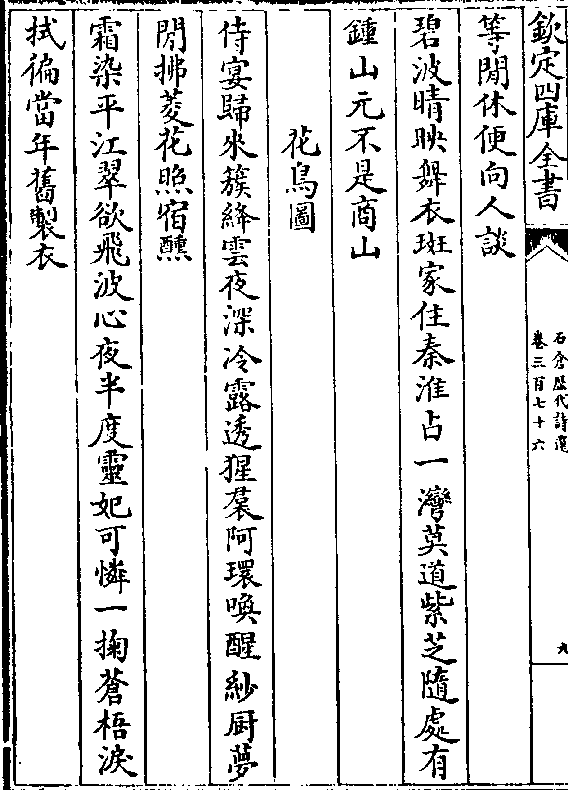 欽定四庫全書
石倉歷代詩選
卷三百七十六
九
等閒休便向人談
碧波晴映舞衣斑家住秦淮占一灣莫道紫芝隨處有
鍾山元不是商山
花鳥圖
侍宴歸來簇絳雲夜深冷露透猩裠阿環喚醒紗厨夢
閒拂菱花照宿醺
霜染平江翠欲飛波心夜半度靈妃可憐一掬蒼梧淚
拭徧當年舊製衣